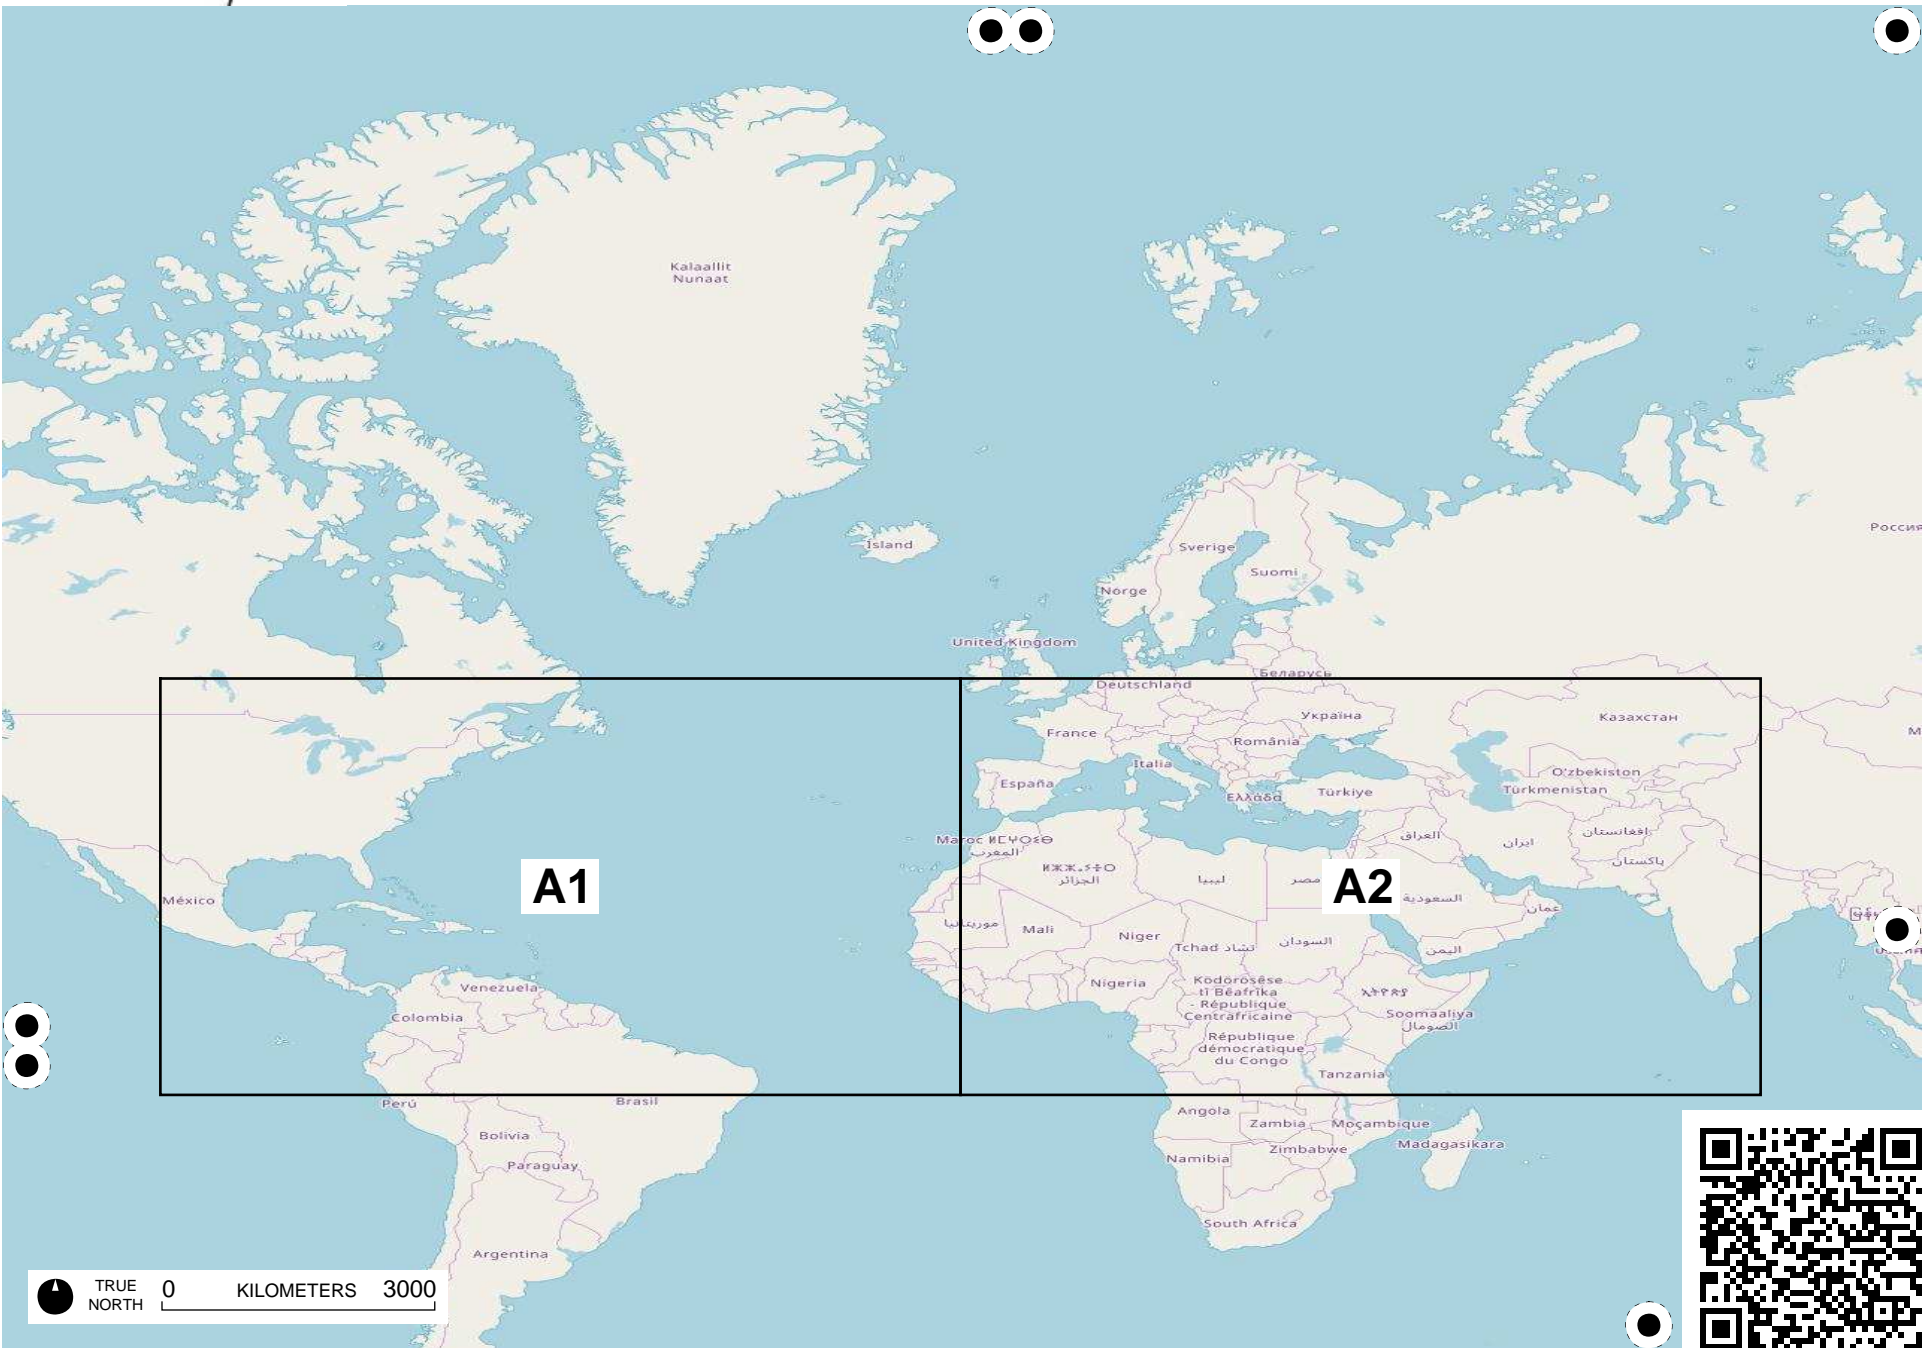 Kalaallit
Nunaat
Россия
Ísland
Sverige
Suomi
Norge
United Kingdom
Беларусь
Deutschland
Україна
Казахстан
France
România
Italia
España
O'zbekiston
Türkmenistan
Türkiye
Ελλάδα
العراق
افغانستان
ایران
پاکستان
Maroc ⵍⵎⵖⵔⵉⴱ
المغرب
الجزائر
ليبيا
مصر
السعودية
عمان
México
A1
A2
موريتانيا
Mali
Niger
Tchad تشاد
السودان
اليمن
Venezuela
Nigeria
Ködörösêse
tî Bêafrîka
- République
Centrafricaine
Colombia
Soomaaliya
الصومال
République
démocratique
du Congo
Tanzania
Perú
Brasil
Angola
Zambia
Moçambique
Bolivia
Madagasikara
Zimbabwe
Namibia
Paraguay
South Africa
Argentina
TRUE
NORTH
0 KILOMETERS 3000